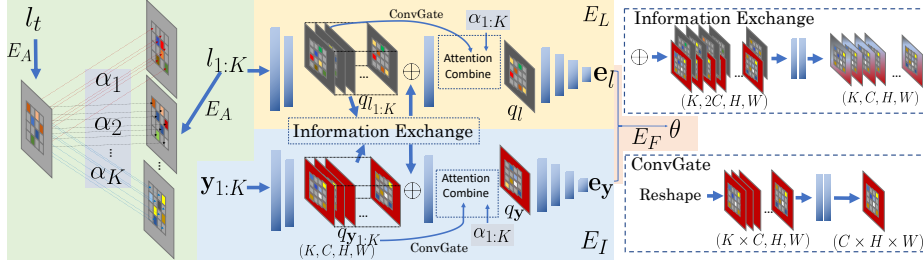 l_t
E_A
α_1
α_2
⋮
α_K
E_A
l_{1:K}
ConvGate
α_{1:K}
E_L
⊕
Attention
Combine
...
q_{l_{1:K}}
q_l
e_l
Information Exchange
y_{1:K}
⊕
Attention
Combine
...
q_{y_{1:K}}
(K, C, H, W)
ConvGate
α_{1:K}
q_y
e_y
E_I
E_F
θ
Information Exchange
⊕
...
...
(K, 2C, H, W)
(K, C, H, W)
ConvGate
Reshape
...
(K × C, H, W)
(C × H × W)